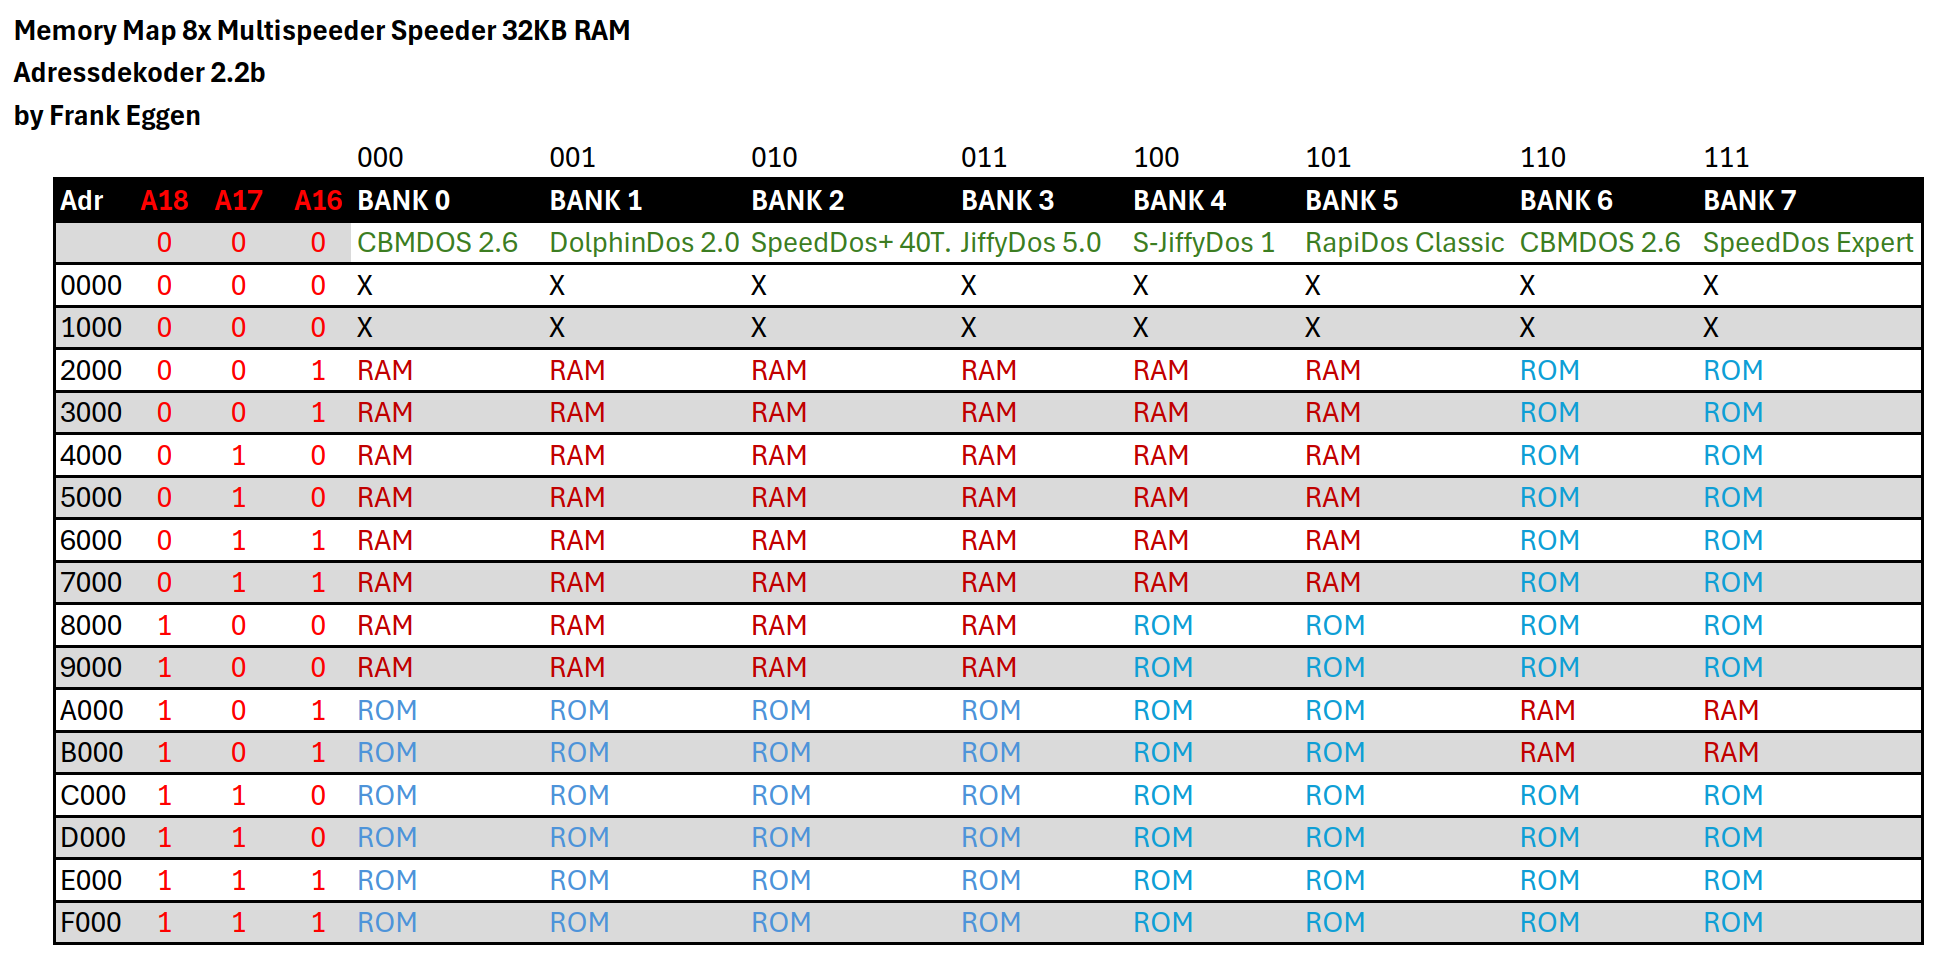 Memory Map 8x Multispeeder Speeder 32KB RAM
Adressdekoder 2.2b
by Frank Eggen
000 001 010 011 100 101 110 111
Adr A18 A17 A16 BANK 0 BANK 1 BANK 2 BANK 3 BANK 4 BANK 5 BANK 6 BANK 7
0 0 0 CBMDOS 2.6 DolphinDos 2.0 SpeedDos+ 40T. JiffyDos 5.0 S-JiffyDos 1 RapiDos Classic CBMDOS 2.6 SpeedDos Expert
0000 0 0 0 X X X X X X X X
1000 0 0 0 X X X X X X X X
2000 0 0 1 RAM RAM RAM RAM RAM RAM ROM ROM
3000 0 0 1 RAM RAM RAM RAM RAM RAM ROM ROM
4000 0 1 0 RAM RAM RAM RAM RAM RAM ROM ROM
5000 0 1 0 RAM RAM RAM RAM RAM RAM ROM ROM
6000 0 1 1 RAM RAM RAM RAM RAM RAM ROM ROM
7000 0 1 1 RAM RAM RAM RAM RAM RAM ROM ROM
8000 1 0 0 RAM RAM RAM RAM ROM ROM ROM ROM
9000 1 0 0 RAM RAM RAM RAM ROM ROM ROM ROM
A000 1 0 1 ROM ROM ROM ROM ROM ROM RAM RAM
B000 1 0 1 ROM ROM ROM ROM ROM ROM RAM RAM
C000 1 1 0 ROM ROM ROM ROM ROM ROM ROM ROM
D000 1 1 0 ROM ROM ROM ROM ROM ROM ROM ROM
E000 1 1 1 ROM ROM ROM ROM ROM ROM ROM ROM
F000 1 1 1 ROM ROM ROM ROM ROM ROM ROM ROM